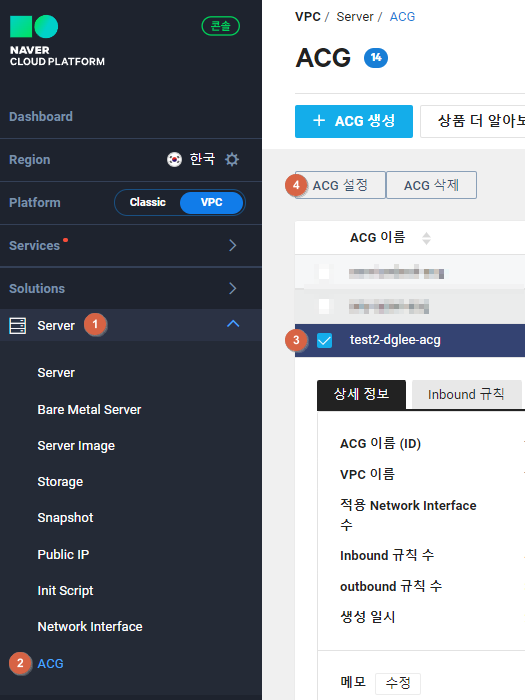 NAVER
CLOUD PLATFORM
콘솔
Dashboard
Region 한국
Platform Classic VPC
Services
Solutions
1
Server
Server
Bare Metal Server
Server Image
Storage
Snapshot
Public IP
Init Script
Network Interface
2
ACG
VPC / Server / ACG
ACG 14
+ ACG 생성
상품 더 알아보
4
ACG 설정
ACG 삭제
ACG 이름
3
test2-dglee-acg
상세 정보
Inbound 규칙
ACG 이름 (ID)
VPC 이름
적용 Network Interface
수
Inbound 규칙 수
outbound 규칙 수
생성 일시
메모 수정